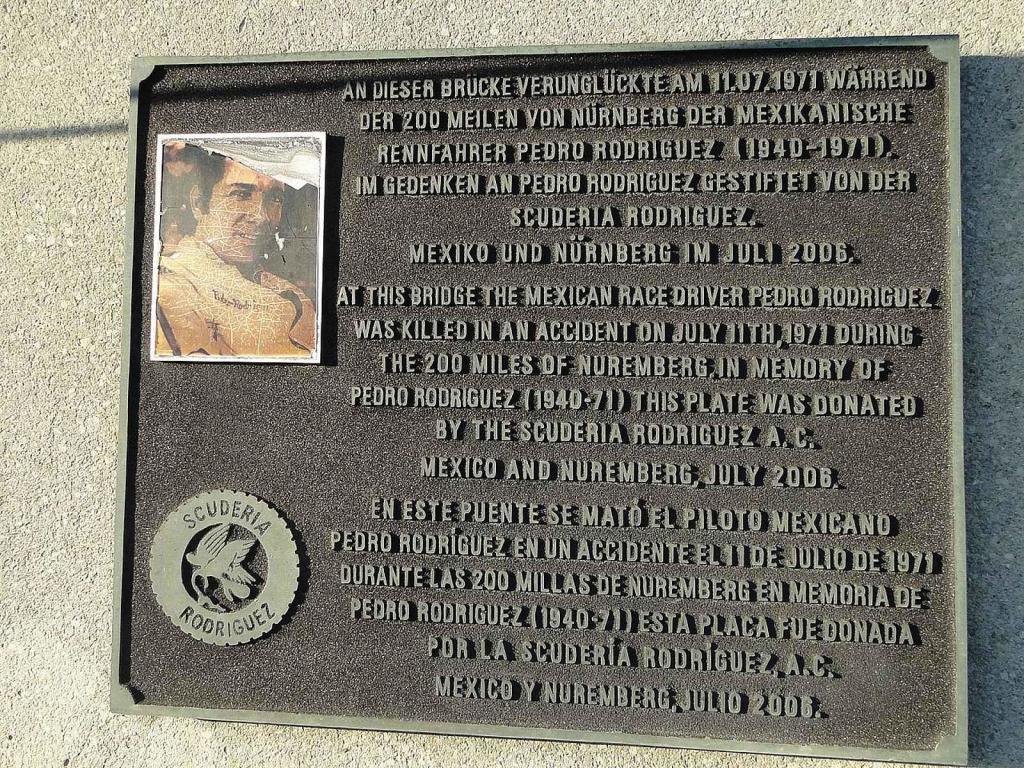 AN DIESER BRÜCKE VERUNGLÜCKTE AM 11.07.1971 WÄHREND
DER 200 MEILEN VON NÜRNBERG DER MEXIKANISCHE
RENNFAHRER PEDRO RODRIGUEZ (1940-1971).
IM GEDENKEN AN PEDRO RODRIGUEZ GESTIFTET VON DER
SCUDERIA RODRIGUEZ.
MEXIKO UND NÜRNBERG IM JULI 2006.
AT THIS BRIDGE THE MEXICAN RACE DRIVER PEDRO RODRIGUEZ
WAS KILLED IN AN ACCIDENT ON JULY 11TH, 1971 DURING
THE 200 MILES OF NUREMBERG, IN MEMORY OF
PEDRO RODRIGUEZ (1940-71) THIS PLATE WAS DONATED
BY THE SCUDERIA RODRIGUEZ A.C.
MEXICO AND NUREMBERG, JULY 2006.
EN ESTE PUENTE SE MATÓ EL PILOTO MEXICANO
PEDRO RODRÍGUEZ EN UN ACCIDENTE EL 11 DE JULIO DE 1971
DURANTE LAS 200 MILLAS DE NUREMBERG EN MEMORIA DE
PEDRO RODRIGUEZ (1940-71) ESTA PLACA FUE DONADA
POR LA SCUDERÍA RODRÍGUEZ, A.C.
MEXICO Y NUREMBERG, JULIO 2006.
SCUDERIA
RODRIGUEZ